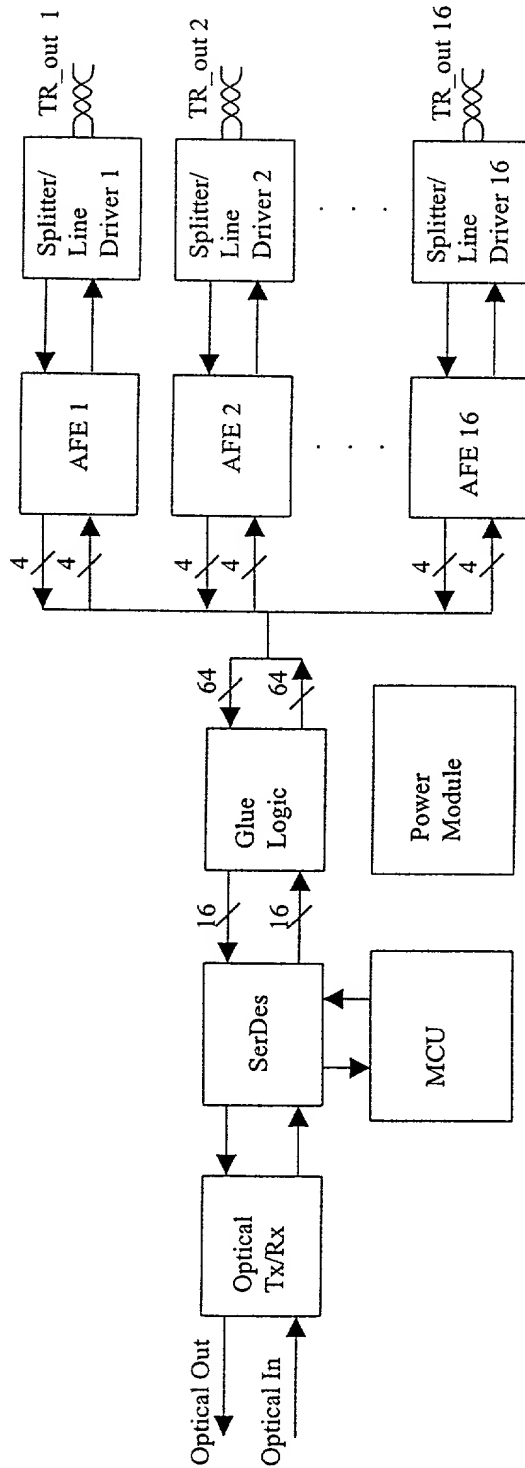 Optical Out
Optical In
Optical
Tx/Rx
SerDes
MCU
16
16
Glue
Logic
Power
Module
64
64
4
4
AFE 1
Splitter/
Line
Driver 1
TR_out 1
4
4
AFE 2
Splitter/
Line
Driver 2
TR_out 2
4
4
AFE 16
Splitter/
Line
Driver 16
TR_out 16